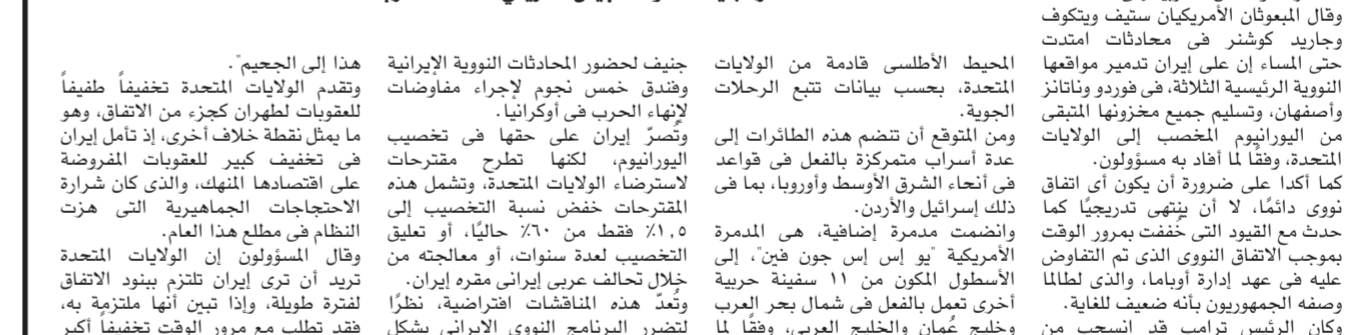 وقال المبعوثان الأمريكيان ستيف ويتكوف
وجاريد كوشنر فى محادثات امتدت
حتى المساء إن على إيران تدمير مواقعها
النووية الرئيسية الثلاثة، فى فوردو وناتانز
وأصفهان، وتسليم جميع مخزونها المتبقى
من اليورانيوم المخصب إلى الولايات
المتحدة، وفقًا لما أفاد به مسؤولون.
كما أكدا على ضرورة أن يكون أى اتفاق
نووى دائمًا، لا أن ينتهى تدريجيًا كما
حدث مع القيود التى خُففت بمرور الوقت
بموجب الاتفاق النووى الذى تم التفاوض
عليه فى عهد إدارة أوباما، والذى لطالما
وصفه الجمهوريون بأنه ضعيف للغاية.
وكان الرئيس ترامب قد انسحب من
المحيط الأطلسى قادمة من الولايات
المتحدة، بحسب بيانات تتبع الرحلات
الجوية.
ومن المتوقع أن تنضم هذه الطائرات إلى
عدة أسراب متمركزة بالفعل فى قواعد
فى أنحاء الشرق الأوسط وأوروبا، بما فى
ذلك إسرائيل والأردن.
وانضمت مدمرة إضافية، هى المدمرة
الأمريكية "يو إس إس جون فين"، إلى
الأسطول المكون من ١١ سفينة حربية
أخرى تعمل بالفعل فى شمال بحر العرب
وخليج عُمان والخليج العربى، وفقًا لما
جنيف لحضور المحادثات النووية الإيرانية
وفندق خمس نجوم لإجراء مفاوضات
لإنهاء الحرب فى أوكرانيا.
وتُصرّ إيران على حقها فى تخصيب
اليورانيوم، لكنها تطرح مقترحات
لاسترضاء الولايات المتحدة، وتشمل هذه
المقترحات خفض نسبة التخصيب إلى
١.٥٪ فقط من ٦٠٪ حاليًا، أو تعليق
التخصيب لعدة سنوات، أو معالجته من
خلال تحالف عربى إيرانى مقره إيران.
وتُعدّ هذه المناقشات افتراضية، نظرًا
لتضرر البرنامج النووى الإيرانى بشكل
هذا إلى الجحيم".
وتقدم الولايات المتحدة تخفيفاً طفيفاً
للعقوبات لطهران كجزء من الاتفاق، وهو
ما يمثل نقطة خلاف أخرى، إذ تأمل إيران
فى تخفيف كبير للعقوبات المفروضة
على اقتصادها المنهك، والذى كان شرارة
الاحتجاجات الجماهيرية التى هزت
النظام فى مطلع هذا العام.
وقال المسؤولون إن الولايات المتحدة
تريد أن ترى إيران تلتزم ببنود الاتفاق
لفترة طويلة، وإذا تبين أنها ملتزمة به،
فقد تطلب مع مرور الوقت تخفيفاً أكبر